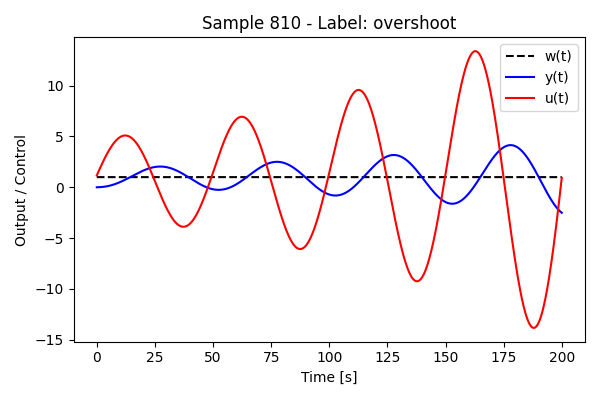 Sample 810 - Label: overshoot
w(t)
y(t)
u(t)
Output / Control
10
5
0
−5
−10
−15
0 25 50 75 100 125 150 175 200
Time [s]